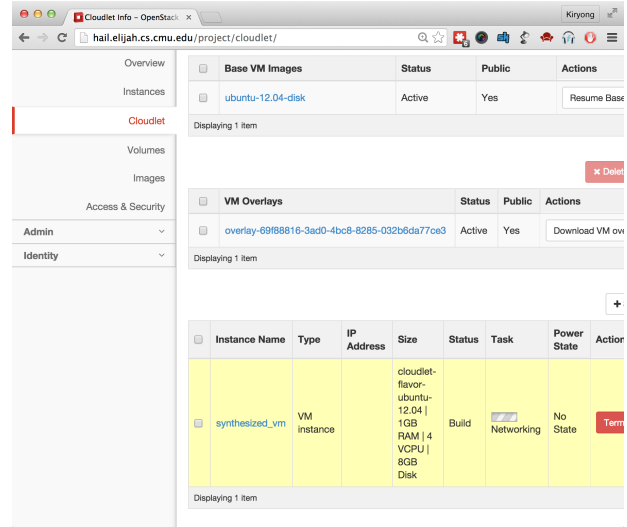 Cloudlet Info - OpenStack
Kiryong
hail.elijah.cs.cmu.edu/project/cloudlet/
Overview
Instances
Cloudlet
Volumes
Images
Access & Security
Admin
Identity
Base VM Images Status Public Actions
ubuntu-12.04-disk Active Yes Resume Base
Displaying 1 item
Delet
VM Overlays Status Public Actions
overlay-69f88816-3ad0-4bc8-8285-032b6da77ce3 Active Yes Download VM ove
Displaying 1 item
Instance Name Type IP Address Size Status Task Power State Action
synthesized_vm VM instance cloudlet-flavor-ubuntu-12.04 | 1GB RAM | 4 VCPU | 8GB Disk Build Networking No State Term
Displaying 1 item